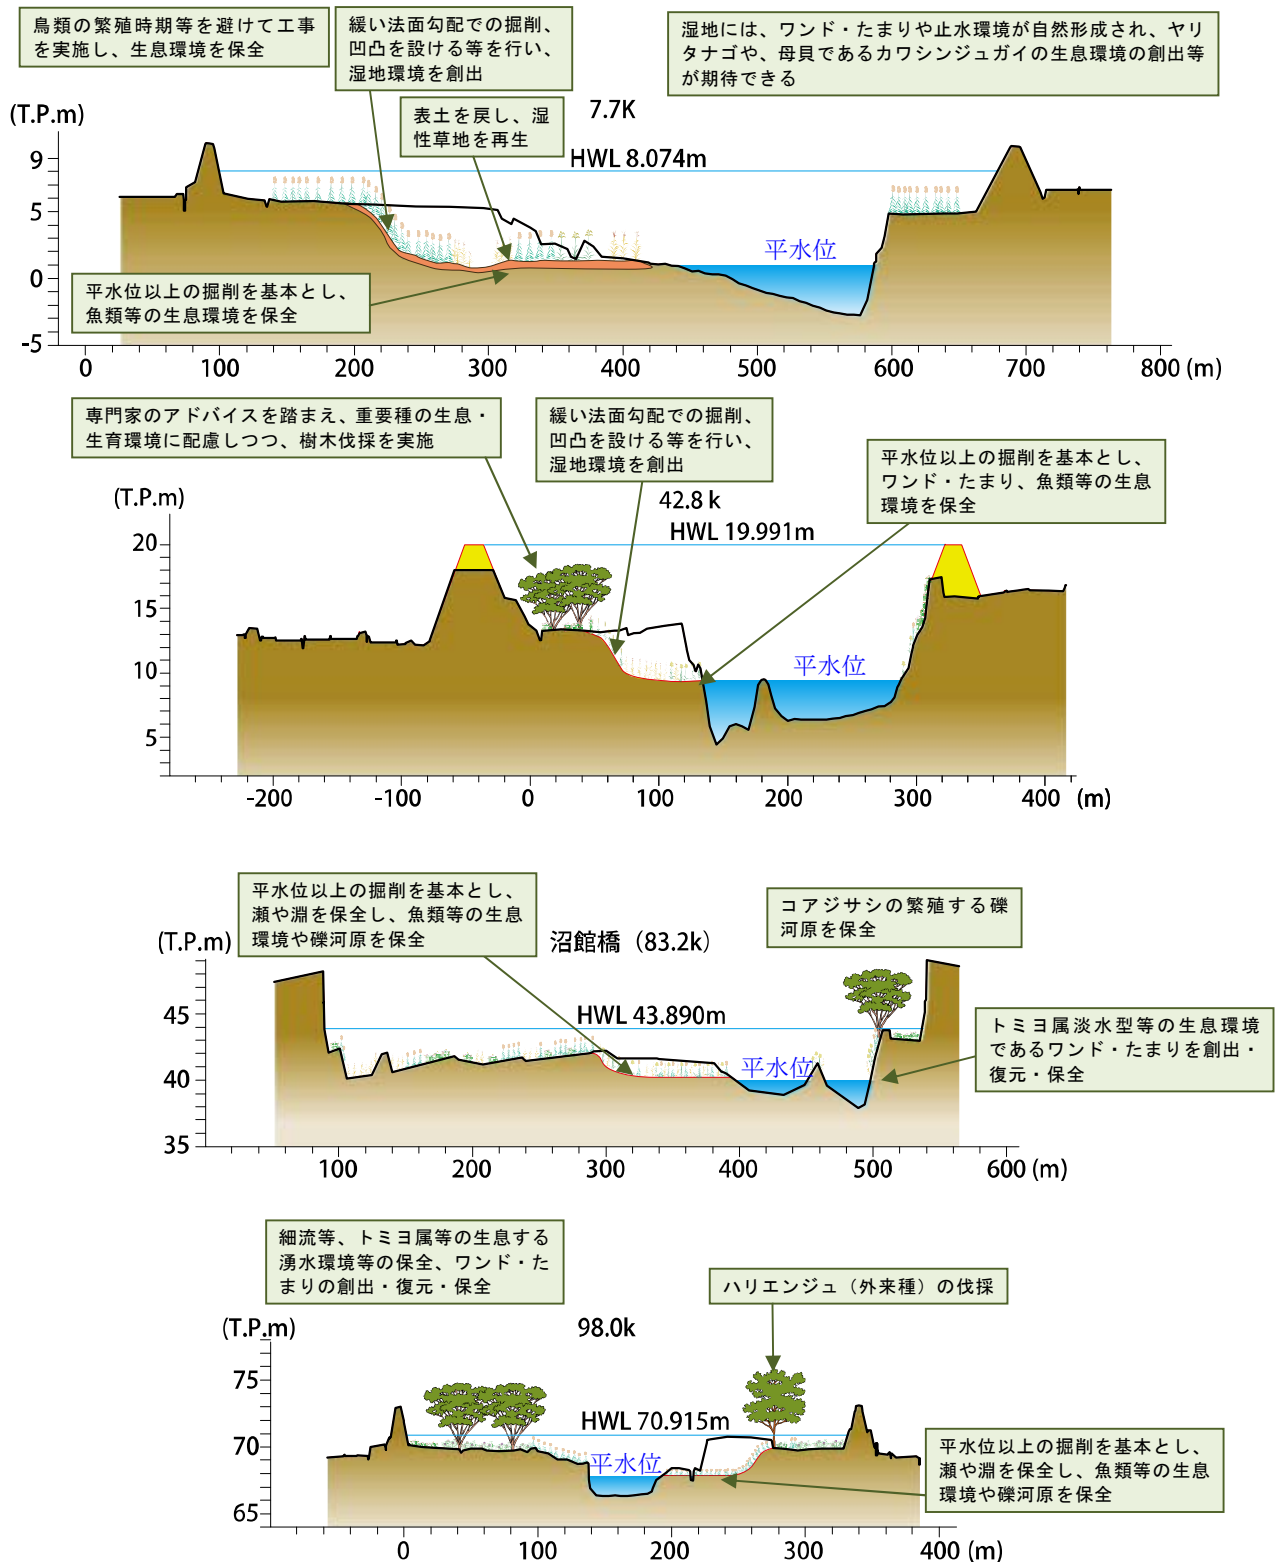 鳥類の繁殖時期等を避けて工事
を実施し、生息環境を保全
緩い法面勾配での掘削、
凹凸を設ける等を行い、
湿地環境を創出
湿地には、ワンド・たまりや止水環境が自然形成され、ヤリ
タナゴや、母貝であるカワシンジュガイの生息環境の創出等
が期待できる
表土を戻し、湿
性草地を再生
7.7K
(T.P.m)
HWL 8.074m
9
5
0
-5
平水位
平水位以上の掘削を基本とし、
魚類等の生息環境を保全
0 100 200 300 400 500 600 700 800 (m)
専門家のアドバイスを踏まえ、重要種の生息・
生育環境に配慮しつつ、樹木伐採を実施
緩い法面勾配での掘削、
凹凸を設ける等を行い、
湿地環境を創出
平水位以上の掘削を基本とし、
ワンド・たまり、魚類等の生息
環境を保全
(T.P.m)
42.8 k
HWL 19.991m
20
15
10
5
平水位
-200 -100 0 100 200 300 400 (m)
平水位以上の掘削を基本とし、
瀬や淵を保全し、魚類等の生息
環境や礫河原を保全
コアジサシの繁殖する礫
河原を保全
(T.P.m)
沼館橋（83.2k）
HWL 43.890m
45
40
35
平水位
トミヨ属淡水型等の生息環境
であるワンド・たまりを創出・
復元・保全
100 200 300 400 500 600 (m)
細流等、トミヨ属等の生息する
湧水環境等の保全、ワンド・た
まりの創出・復元・保全
ハリエンジュ（外来種）の伐採
(T.P.m)
98.0k
HWL 70.915m
75
70
65
平水位
平水位以上の掘削を基本とし、
瀬や淵を保全し、魚類等の生息
環境や礫河原を保全
0 100 200 300 400 (m)